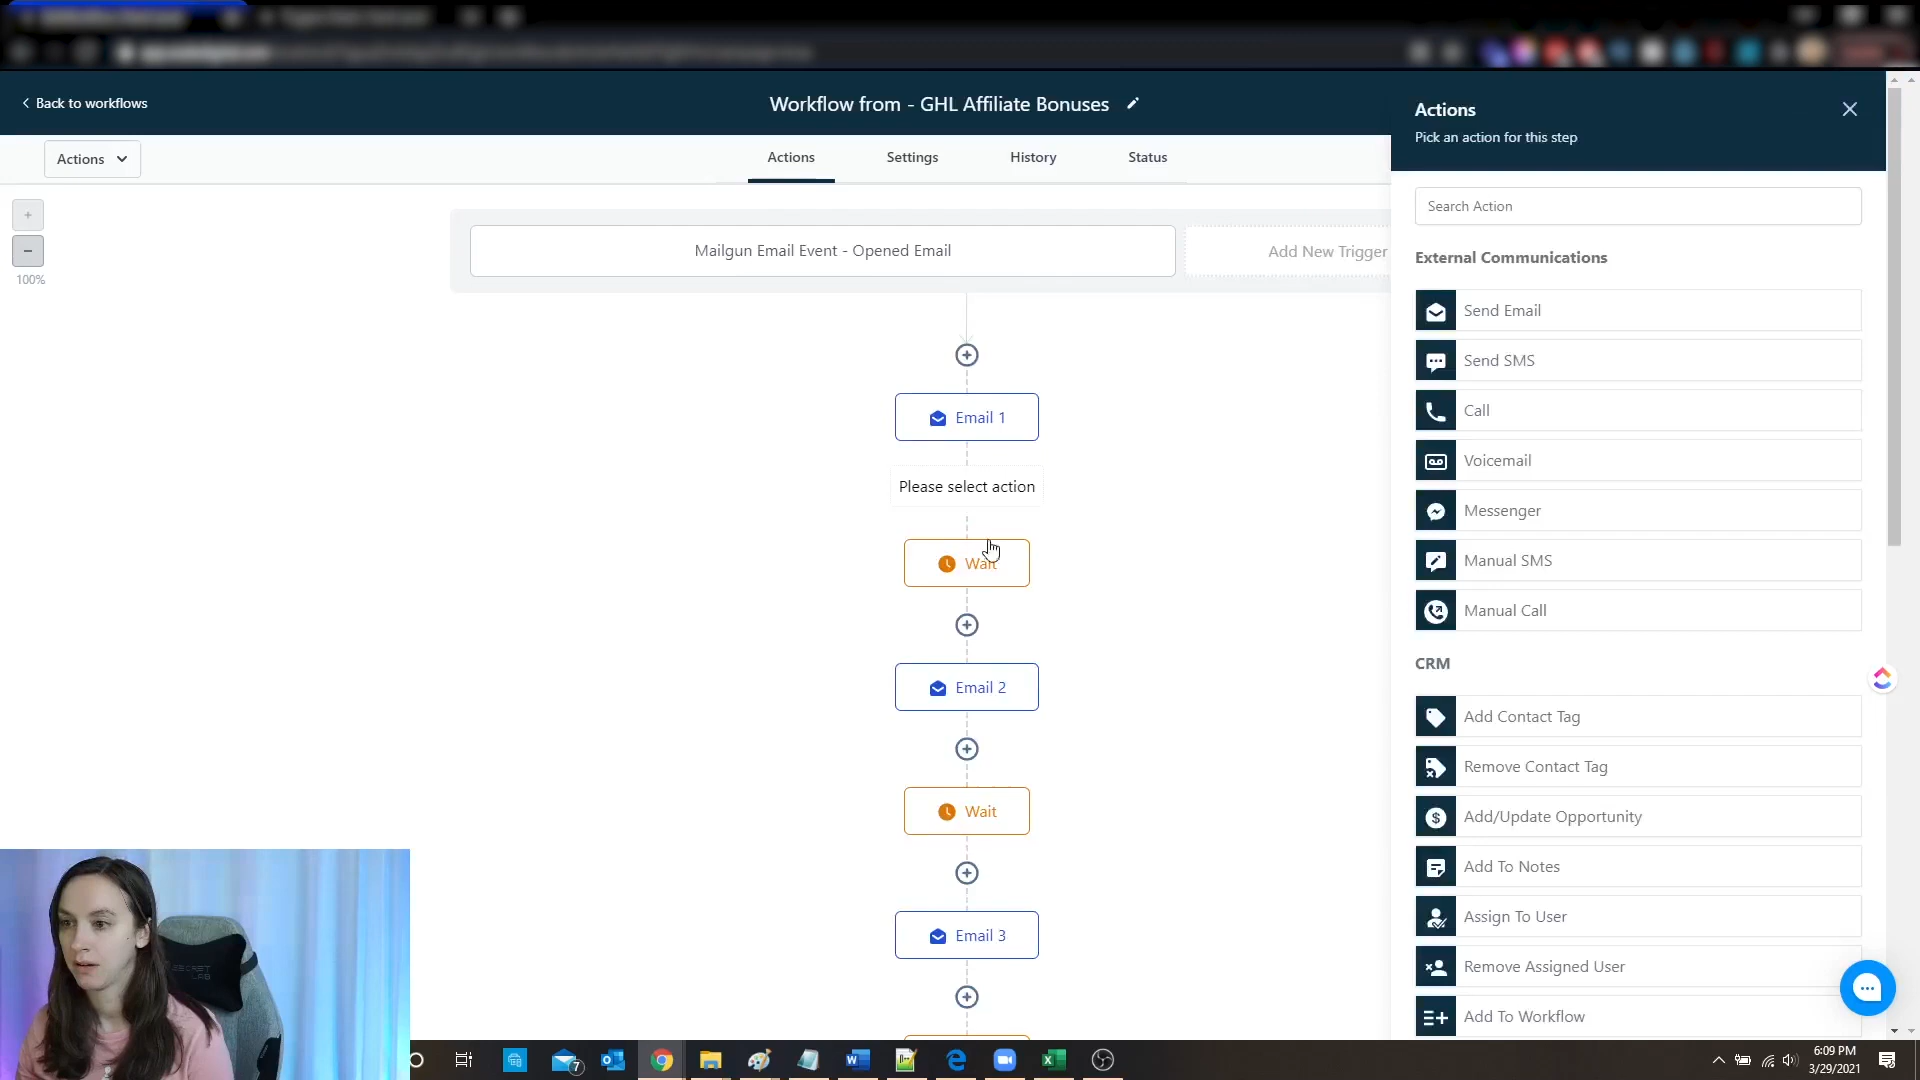 Back to workflows
Workflow from - GHL Affiliate Bonuses
Actions
Pick an action for this step
Actions
Actions
Settings
History
Status
Search Action
100%
Mailgun Email Event - Opened Email
Add New Trigger
External Communications
Send Email
Send SMS
Call
Voicemail
Messenger
Manual SMS
Manual Call
CRM
Add Contact Tag
Remove Contact Tag
Add/Update Opportunity
Add To Notes
Assign To User
Remove Assigned User
Add To Workflow
Email 1
Please select action
Wait
Email 2
Wait
Email 3
7
6:09 PM
3/29/2021